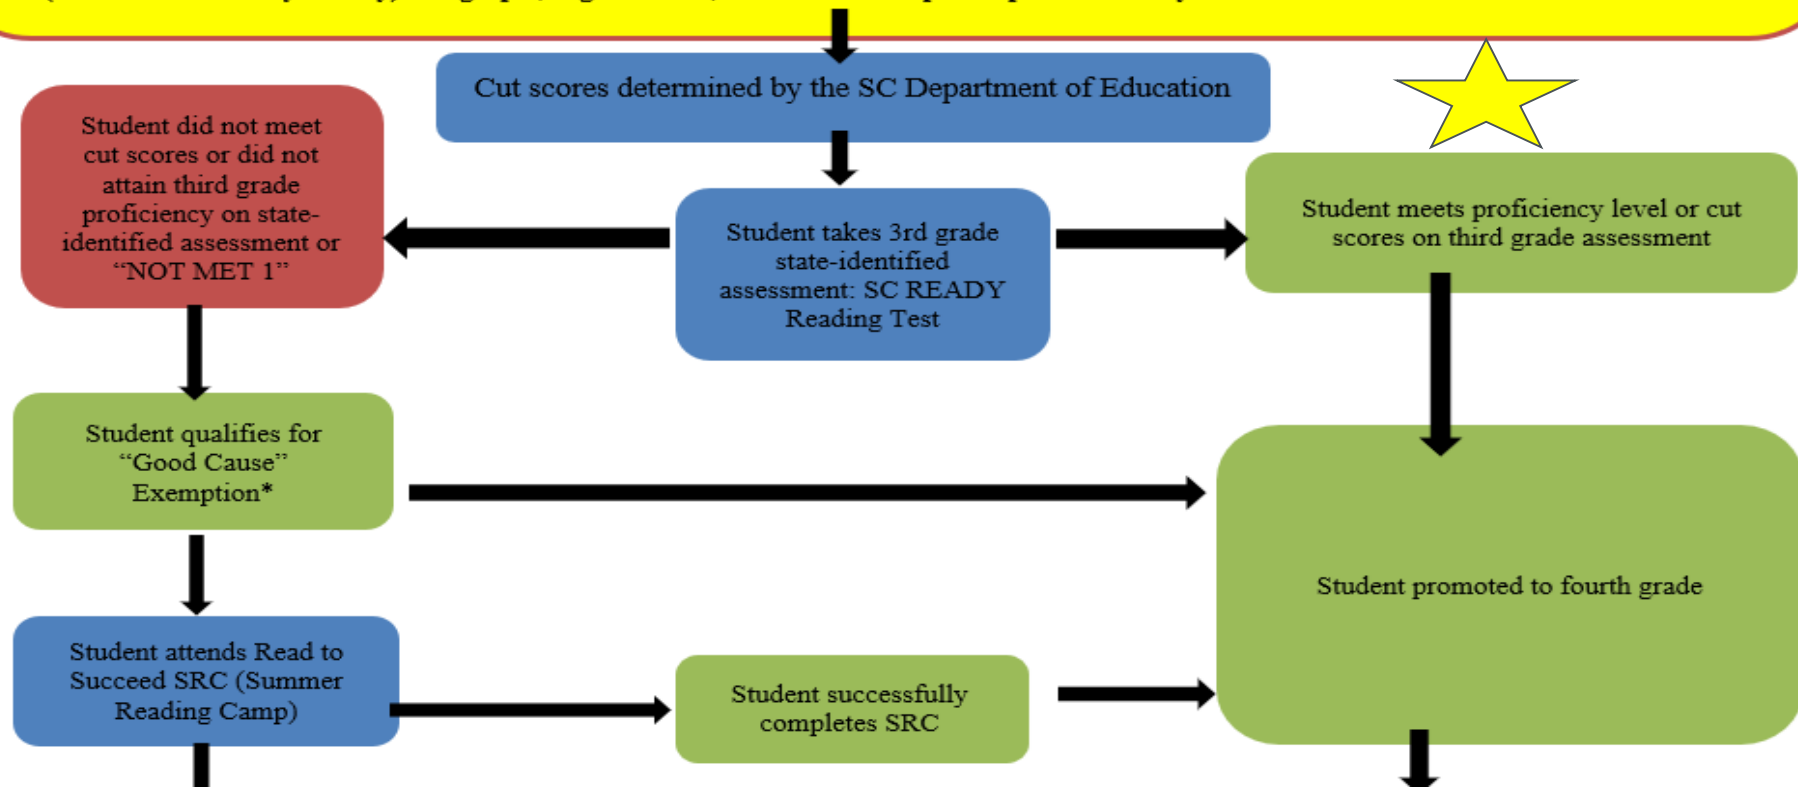 Cut scores determined by the SC Department of Education
Student did not meet
cut scores or did not
attain third grade
proficiency on state-
identified assessment or
“NOT MET 1”
Student takes 3rd grade
state-identified
assessment: SC READY
Reading Test
Student meets proficiency level or cut
scores on third grade assessment
Student qualifies for
“Good Cause”
Exemption*
Student promoted to fourth grade
Student attends Read to
Succeed SRC (Summer
Reading Camp)
Student successfully
completes SRC